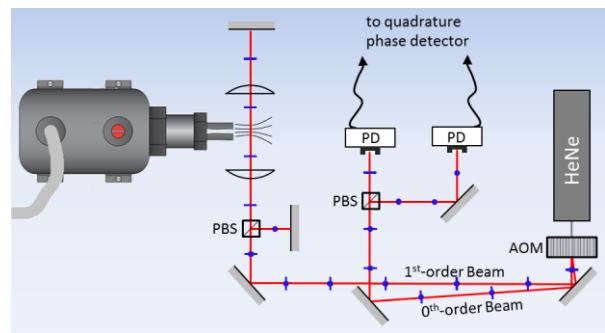 to quadrature
phase detector
PD
PD
HeNe
PBS
PBS
AOM
1st-order Beam
0th-order Beam